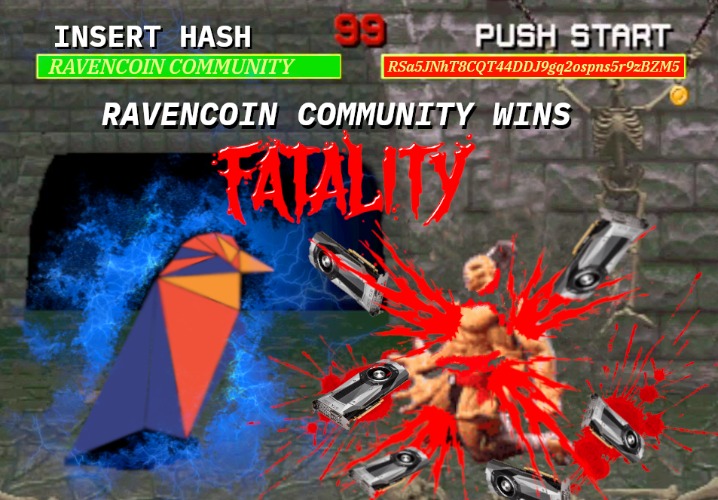 INSERT HASH
99
PUSH START
RAVENCOIN COMMUNITY
RSa5JNhT8CQT44DDJ9gq2ospns5r9zBZM5
RAVENCOIN COMMUNITY WINS
FATALITY